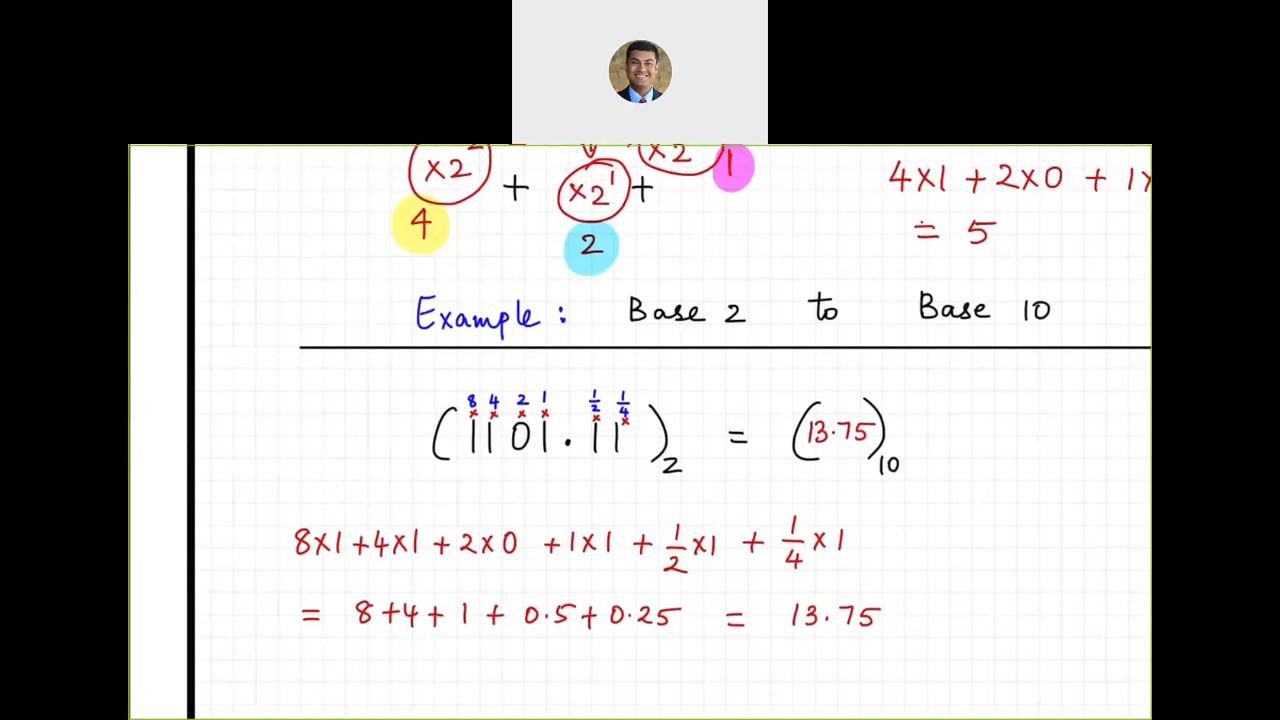 ×2² + ×2¹ + ×2 1
4 2
4×1 + 2×0 + 1×
= 5
Example: Base 2 to Base 10
8 4 2 1 1/2 1/4
× × × × × ×
(1101.11)₂ = (13.75)₁₀
8×1+4×1+2×0 +1×1 + 1/2×1 + 1/4×1
= 8+4+1+0.5+0.25 = 13.75